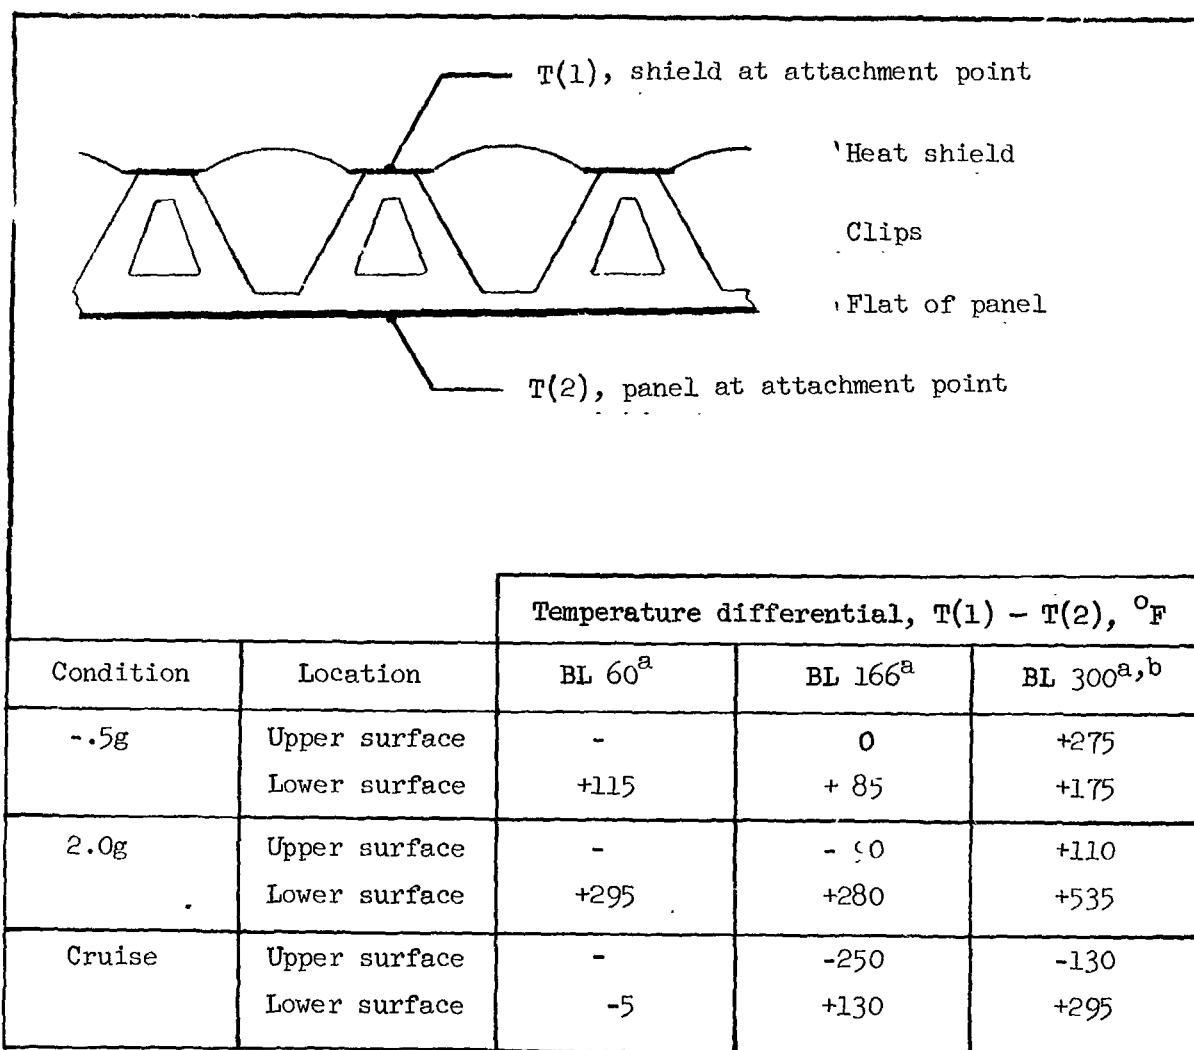 T(1), shield at attachment point
Heat shield
Clips
Flat of panel
T(2), panel at attachment point
Temperature differential, T(1) – T(2), °F
Condition Location BL 60a BL 166a BL 300a,b
-.5g Upper surface - 0 +275
Lower surface +115 + 85 +175
2.0g Upper surface - +110
Lower surface +295 +280 +535
Cruise Upper surface - -250 -130
Lower surface -5 +130 +295